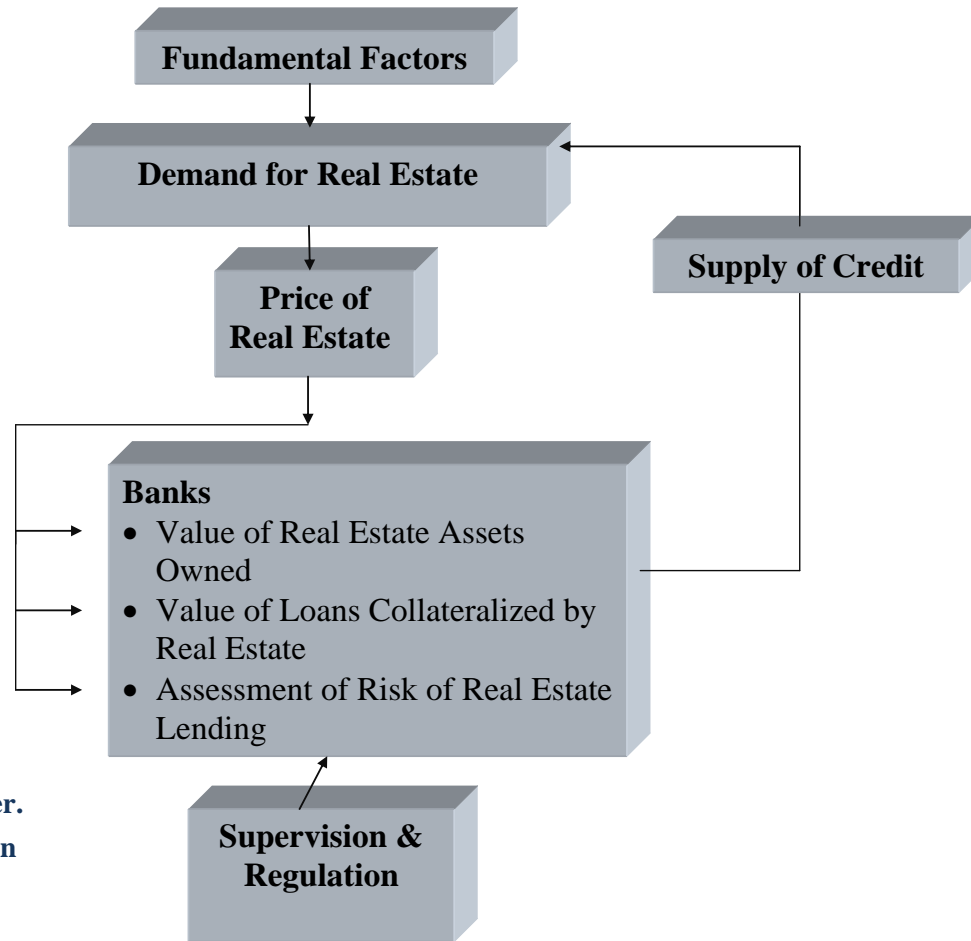 Fundamental Factors
Demand for Real Estate
Supply of Credit
Price of
Real Estate
Banks
• Value of Real Estate Assets
Owned
• Value of Loans Collateralized by
Real Estate
• Assessment of Risk of Real Estate
Lending
Supervision &
Regulation